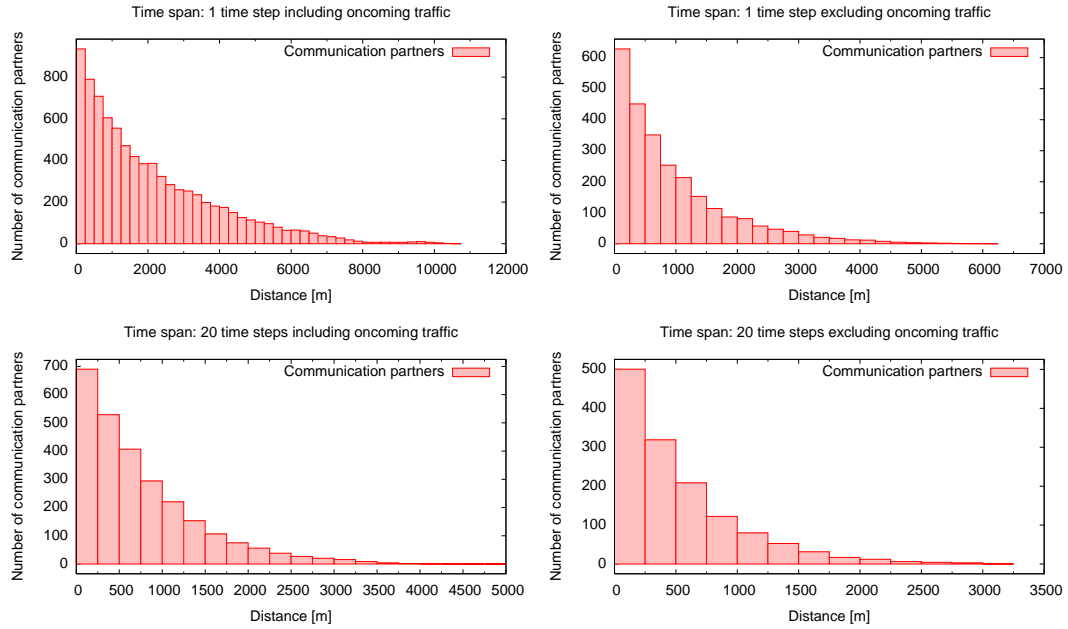 Time span: 1 time step including oncoming traffic
Number of communication partners
800
600
400
200
0
Communication partners
0 2000 4000 6000 8000 10000 12000
Distance [m]
Time span: 1 time step excluding oncoming traffic
Number of communication partners
600
500
400
300
200
100
0
Communication partners
0 1000 2000 3000 4000 5000 6000 7000
Distance [m]
Time span: 20 time steps including oncoming traffic
Number of communication partners
700
600
500
400
300
200
100
0
Communication partners
0 500 1000 1500 2000 2500 3000 3500 4000 4500 5000
Distance [m]
Time span: 20 time steps excluding oncoming traffic
Number of communication partners
500
400
300
200
100
0
Communication partners
0 500 1000 1500 2000 2500 3000 3500
Distance [m]